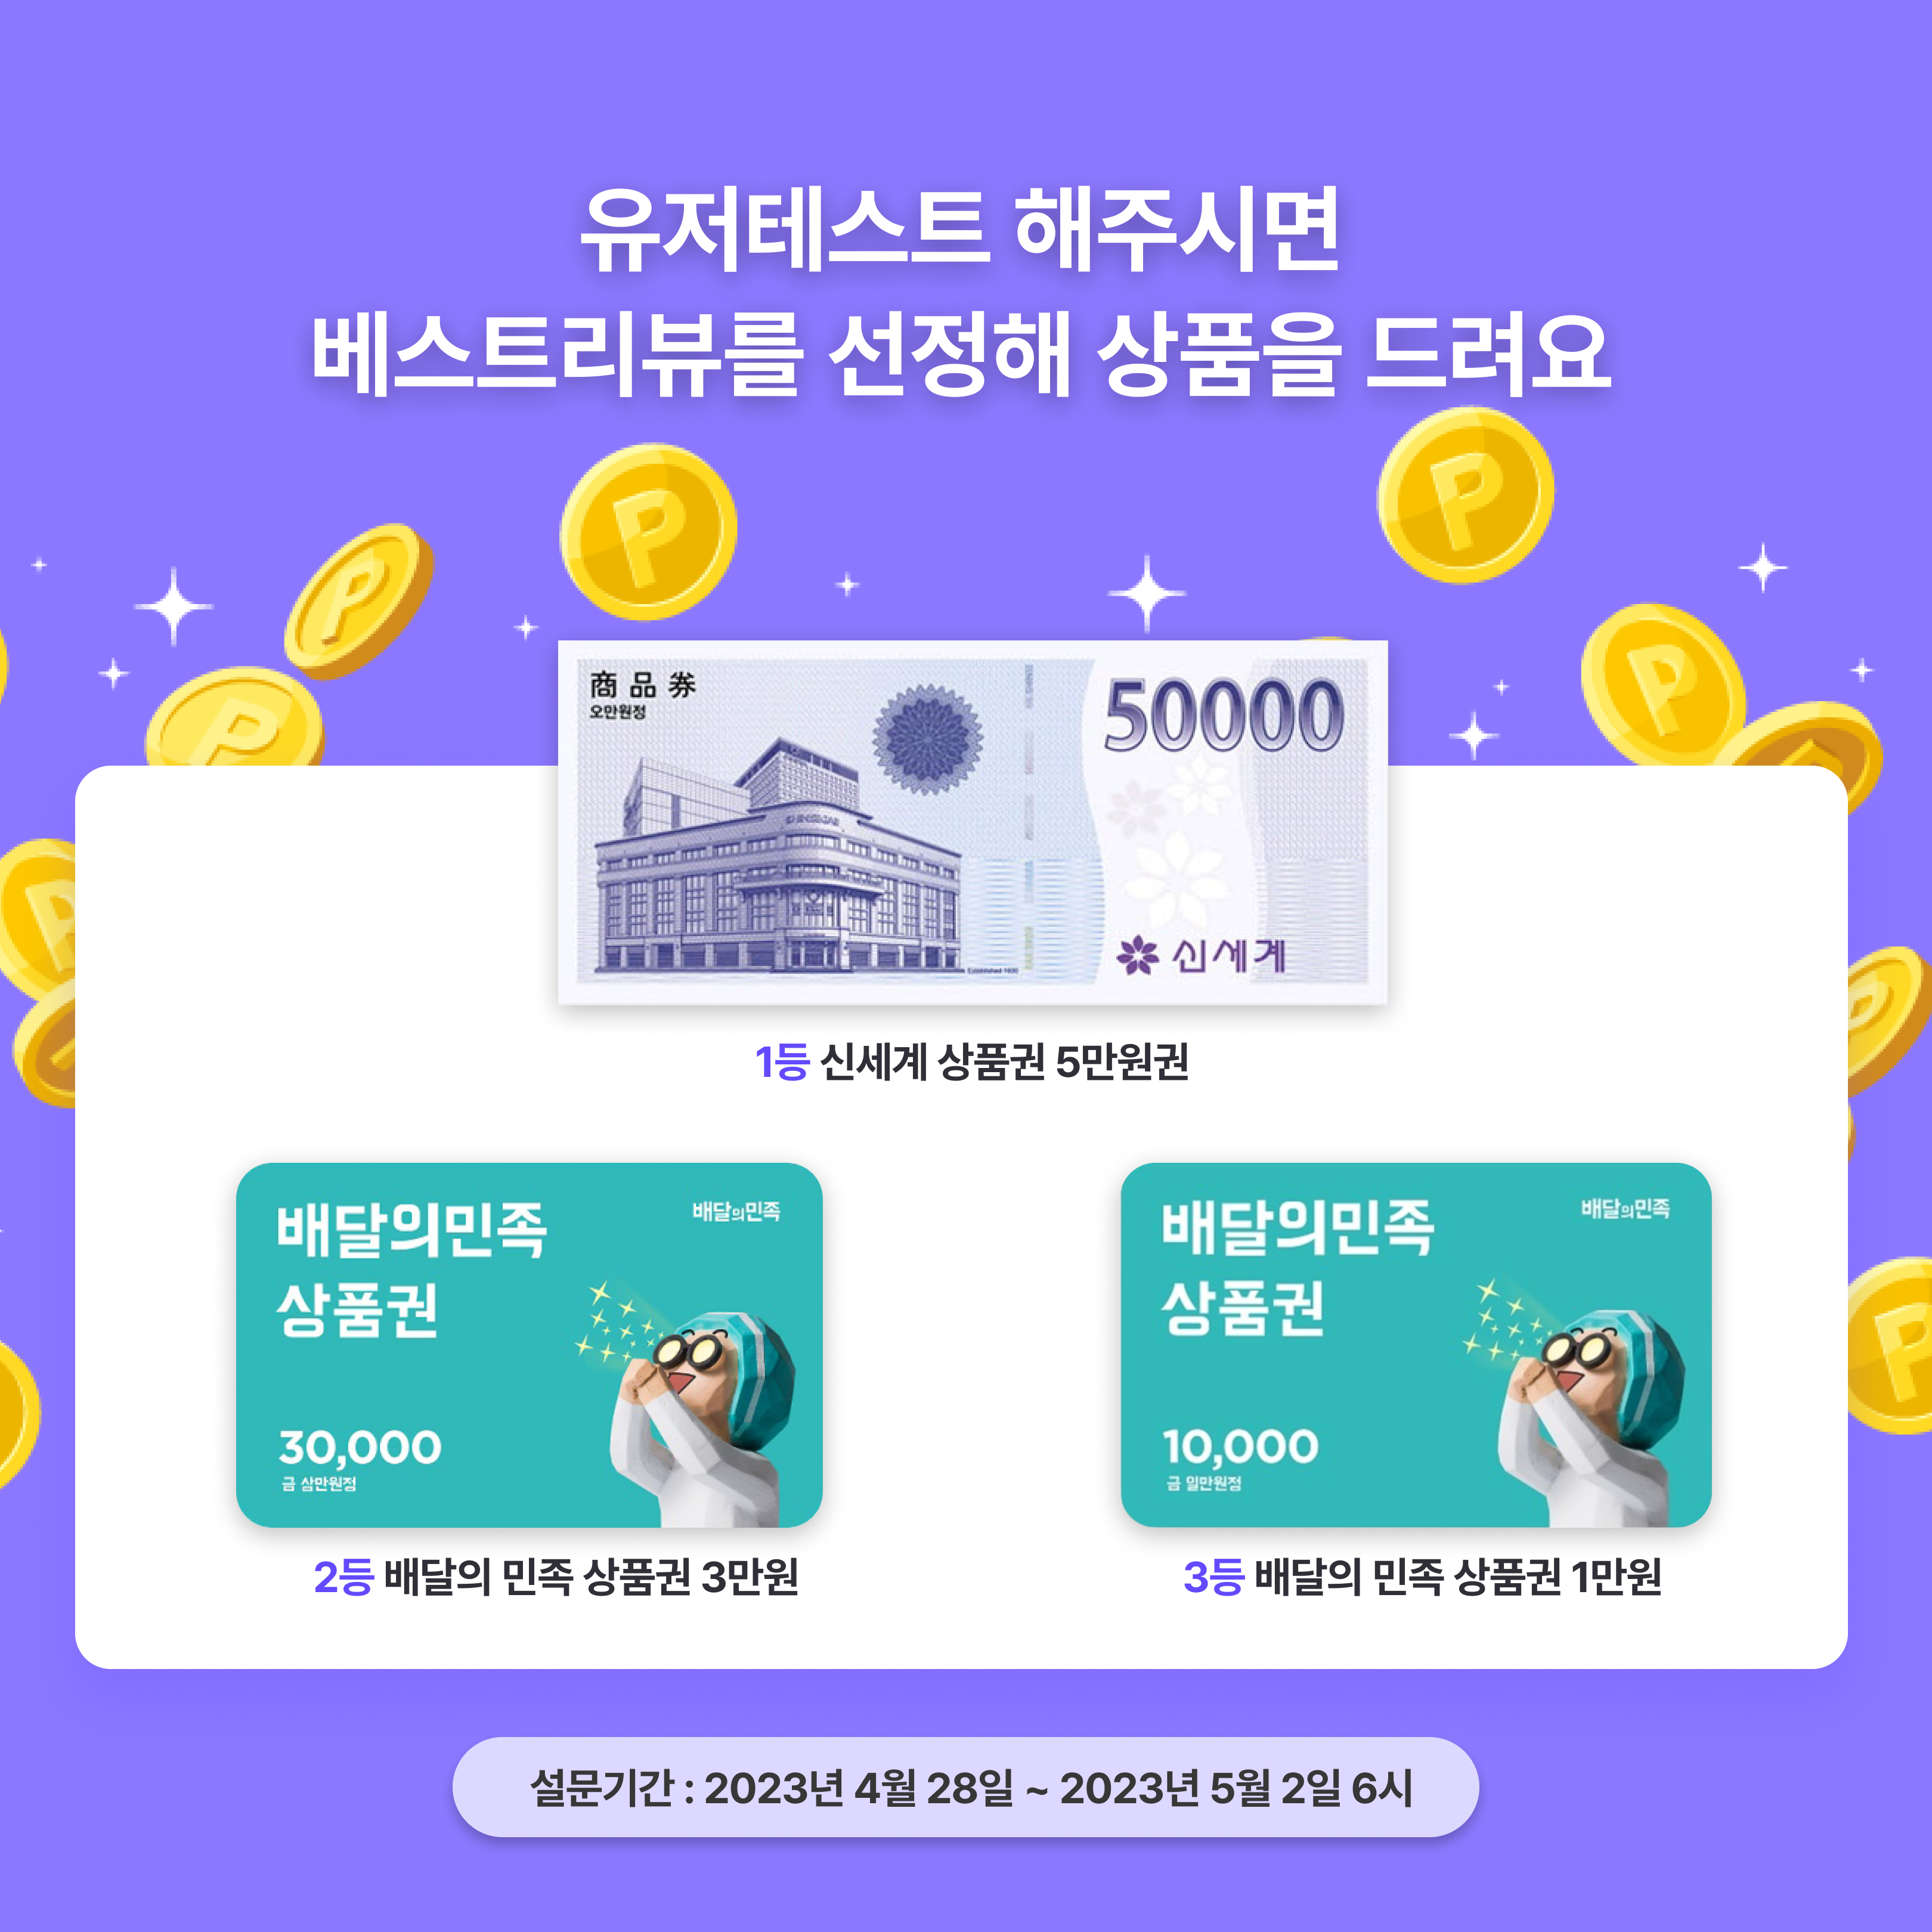 유저테스트 해주시면
베스트리뷰를 선정해 상품을 드려요
P
P
P
P
P
商品券
오만원정
50000
SHINSEGAE
Established 1930
신세계
P
P
1등 신세계 상품권 5만원권
배달의민족
배달의민족
상품권
30,000
금 삼만원정
배달의민족
배달의민족
상품권
10,000
금 일만원정
P
2등 배달의 민족 상품권 3만원
3등 배달의 민족 상품권 1만원
설문기간 : 2023년 4월 28일 ~ 2023년 5월 2일 6시